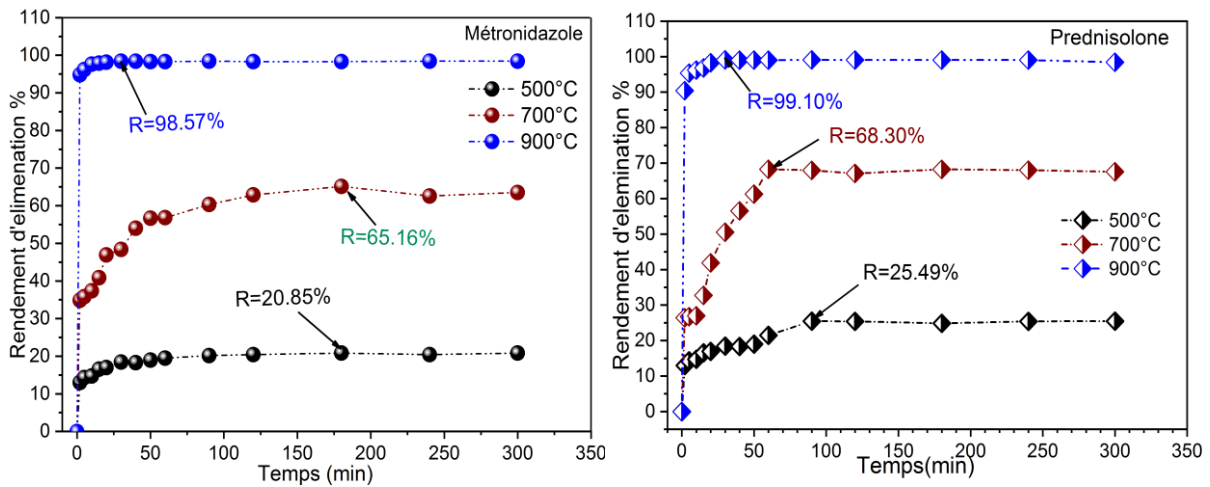 Métronidazole
500°C
700°C
900°C
R=98.57%
R=65.16%
R=20.85%
Rendement d'elimenation %
110
100
90
80
70
60
50
40
30
20
10
0
0 50 100 150 200 250 300 350
Temps (min)
Prednisolone
R=99.10%
R=68.30%
500°C
700°C
900°C
R=25.49%
Rendement d'elemination %
110
100
90
80
70
60
50
40
30
20
10
0
0 50 100 150 200 250 300 350
Temps(min)